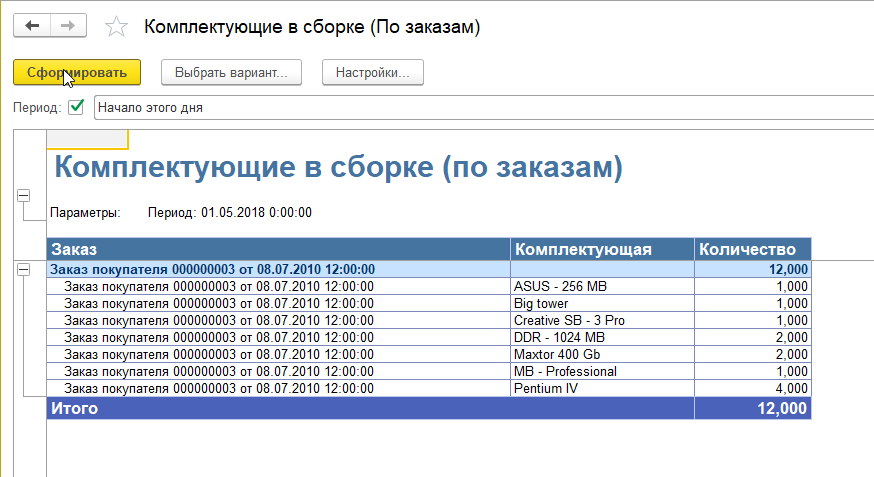 Комплектующие в сборке (По заказам)
Сформировать Выбрать вариант... Настройки...
Период: Начало этого дня
Комплектующие в сборке (по заказам)
Параметры: Период: 01.05.2018 0:00:00
Заказ Комплектующая Количество
Заказ покупателя 000000003 от 08.07.2010 12:00:00 12,000
Заказ покупателя 000000003 от 08.07.2010 12:00:00 ASUS - 256 MB 1,000
Заказ покупателя 000000003 от 08.07.2010 12:00:00 Big tower 1,000
Заказ покупателя 000000003 от 08.07.2010 12:00:00 Creative SB - 3 Pro 1,000
Заказ покупателя 000000003 от 08.07.2010 12:00:00 DDR - 1024 MB 2,000
Заказ покупателя 000000003 от 08.07.2010 12:00:00 Maxtor 400 Gb 2,000
Заказ покупателя 000000003 от 08.07.2010 12:00:00 MB - Professional 1,000
Заказ покупателя 000000003 от 08.07.2010 12:00:00 Pentium IV 4,000
Итого 12,000